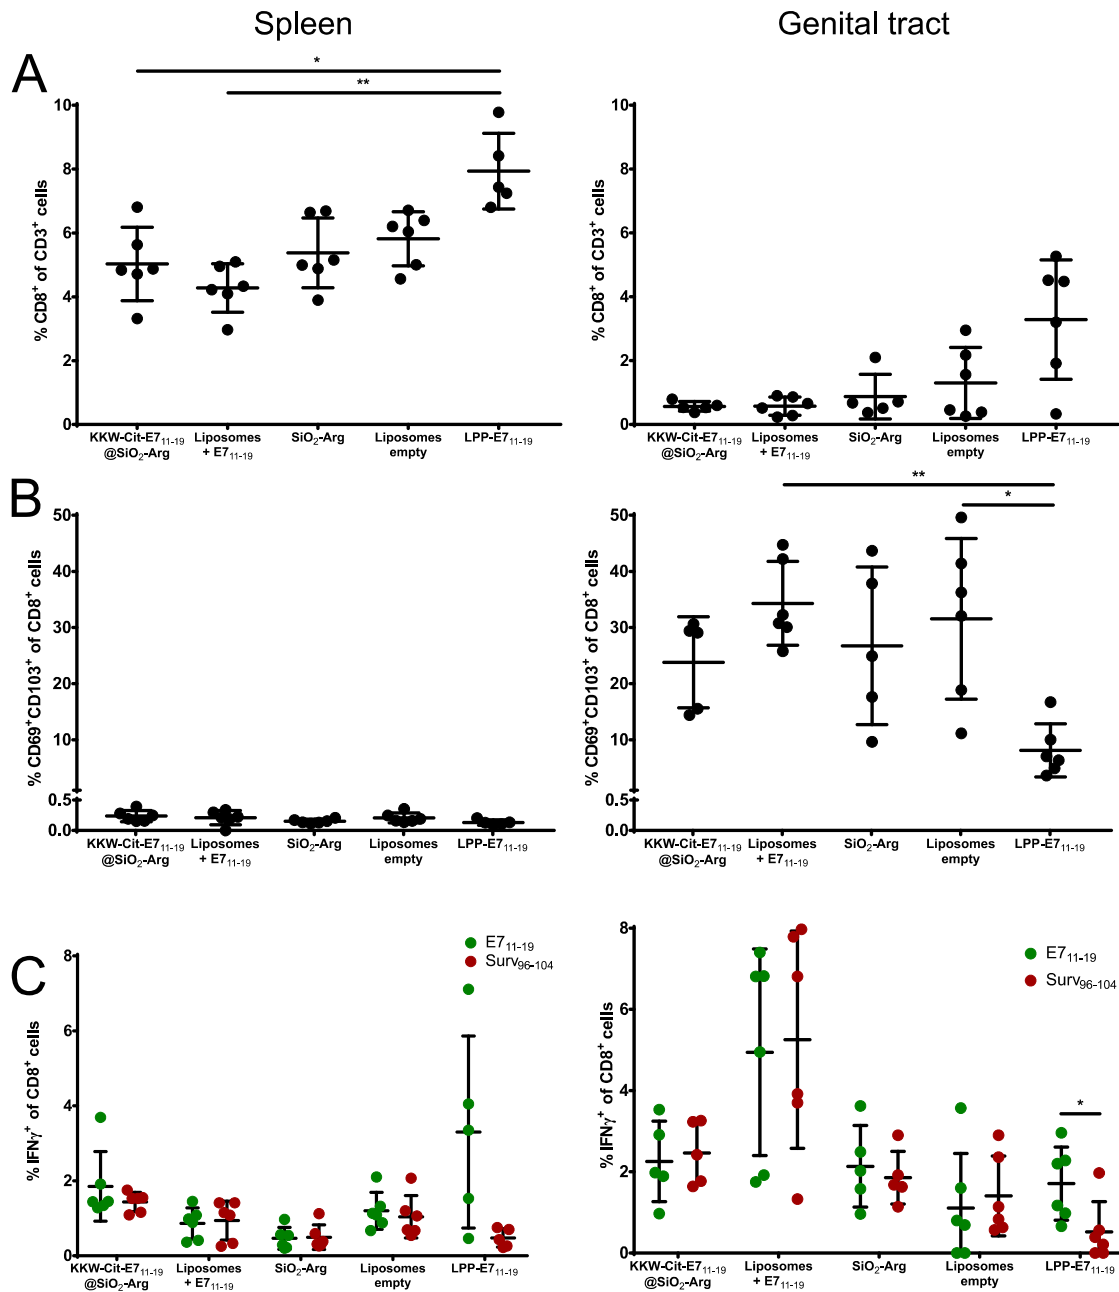 Spleen
Genital tract
A
*
**
% CD8⁺ of CD3⁺ cells
10
8
6
4
2
0
KKW-Cit-E7₁₁₋₁₉
@SiO₂-Arg
Liposomes
+ E7₁₁₋₁₉
SiO₂-Arg
Liposomes
empty
LPP-E7₁₁₋₁₉
% CD8⁺ of CD3⁺ cells
10
8
6
4
2
0
KKW-Cit-E7₁₁₋₁₉
@SiO₂-Arg
Liposomes
+ E7₁₁₋₁₉
SiO₂-Arg
Liposomes
empty
LPP-E7₁₁₋₁₉
B
% CD69⁺CD103⁺ of CD8⁺ cells
50
40
30
20
10
0.5
0.0
KKW-Cit-E7₁₁₋₁₉
@SiO₂-Arg
Liposomes
+ E7₁₁₋₁₉
SiO₂-Arg
Liposomes
empty
LPP-E7₁₁₋₁₉
**
*
% CD69⁺CD103⁺ of CD8⁺ cells
50
40
30
20
10
0.5
0.0
KKW-Cit-E7₁₁₋₁₉
@SiO₂-Arg
Liposomes
+ E7₁₁₋₁₉
SiO₂-Arg
Liposomes
empty
LPP-E7₁₁₋₁₉
C
E7₁₁₋₁₉
Surv₉₆₋₁₀₄
% IFNγ⁺ of CD8⁺ cells
8
6
4
2
0
KKW-Cit-E7₁₁₋₁₉
@SiO₂-Arg
Liposomes
+ E7₁₁₋₁₉
SiO₂-Arg
Liposomes
empty
LPP-E7₁₁₋₁₉
E7₁₁₋₁₉
Surv₉₆₋₁₀₄
*
% IFNγ⁺ of CD8⁺ cells
8
6
4
2
0
KKW-Cit-E7₁₁₋₁₉
@SiO₂-Arg
Liposomes
+ E7₁₁₋₁₉
SiO₂-Arg
Liposomes
empty
LPP-E7₁₁₋₁₉